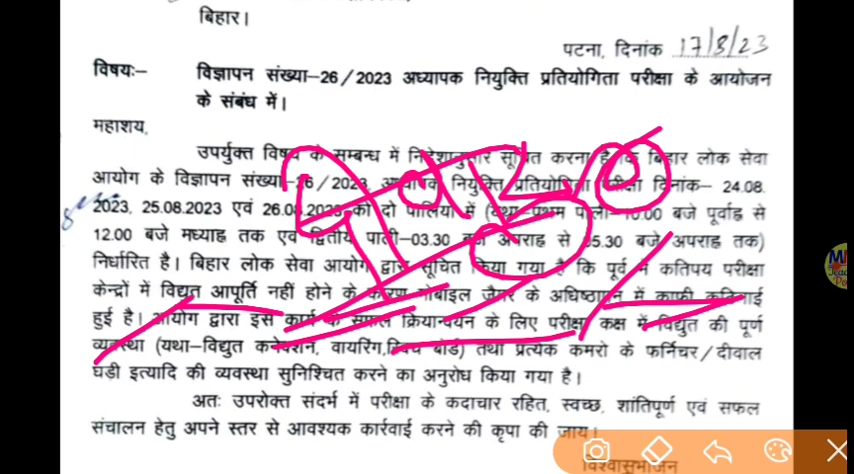 बिहार।
पटना, दिनांक 17/8/23
विषयः– विज्ञापन संख्या–26/2023 अध्यापक नियुक्ति प्रतियोगिता परीक्षा के आयोजन
के संबंध में।
महाशय,
उपर्युक्त विषय के सम्बन्ध में निदेशानुसार सूचित करना है कि बिहार लोक सेवा
आयोग के विज्ञापन संख्या–26/2023, अध्यापक नियुक्ति प्रतियोगिता परीक्षा दिनांक– 24.08.
2023, 25.08.2023 एवं 26.08.2023 को दो पालियों में (यथा–प्रथम पाली–10.00 बजे पूर्वाह्न से
12.00 बजे मध्याह्न तक एवं द्वितीय पाली–03.30 बजे अपराह्न से 05.30 बजे अपराह्न तक)
निर्धारित है। बिहार लोक सेवा आयोग द्वारा सूचित किया गया है कि पूर्व में कतिपय परीक्षा
केन्द्रों में विद्युत आपूर्ति नहीं होने के कारण मोबाइल जैमर के अधिष्ठापन में काफी कठिनाई
हुई है। आयोग द्वारा इस कार्य के सफल क्रियान्वयन के लिए परीक्षा कक्ष में विद्युत की पूर्ण
व्यवस्था (यथा–विद्युत कनेक्शन, वायरिंग, स्विच बोर्ड) तथा प्रत्येक कमरो के फर्निचर/दीवाल
घड़ी इत्यादि की व्यवस्था सुनिश्चित करने का अनुरोध किया गया है।
अतः उपरोक्त संदर्भ में परीक्षा के कदाचार रहित, स्वच्छ, शांतिपूर्ण एवं सफल
संचालन हेतु अपने स्तर से आवश्यक कार्रवाई करने की कृपा की जाय।
विश्वासभाजन